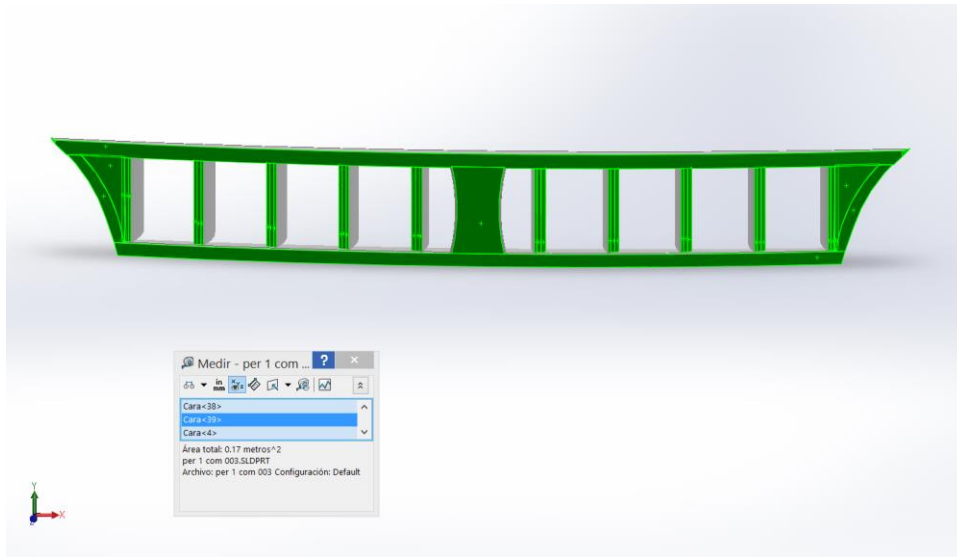 Medir - per 1 com ... ? ×
in
mm
Cara<38>
Cara<39>
Cara<4>
Área total: 0.17 metros^2
per 1 com 003.SLDPRT
Archivo: per 1 com 003 Configuración: Default
Y
X